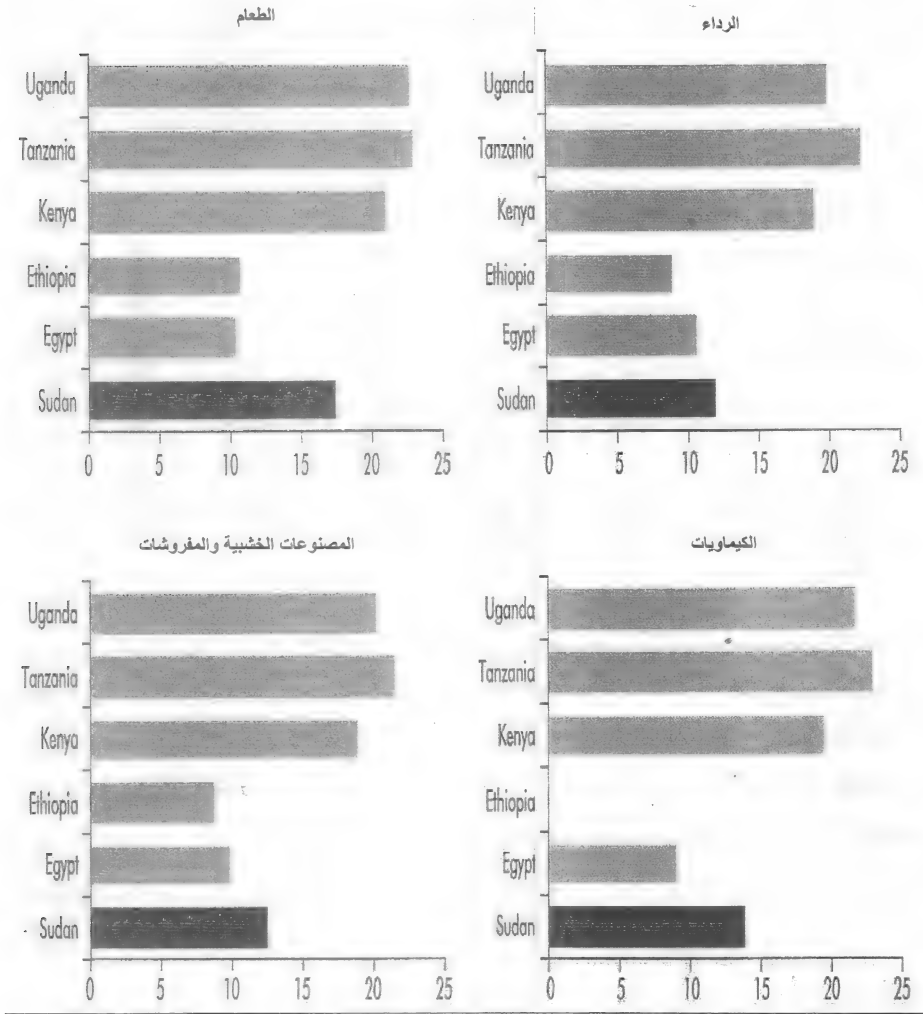 الطعام
Uganda
Tanzania
Kenya
Ethiopia
Egypt
Sudan
0 5 10 15 20 25
الرداء
Uganda
Tanzania
Kenya
Ethiopia
Egypt
Sudan
0 5 10 15 20 25
المصنوعات الخشبية والمفروشات
Uganda
Tanzania
Kenya
Ethiopia
Egypt
Sudan
0 5 10 15 20 25
الكيماويات
Uganda
Tanzania
Kenya
Ethiopia
Egypt
Sudan
0 5 10 15 20 25